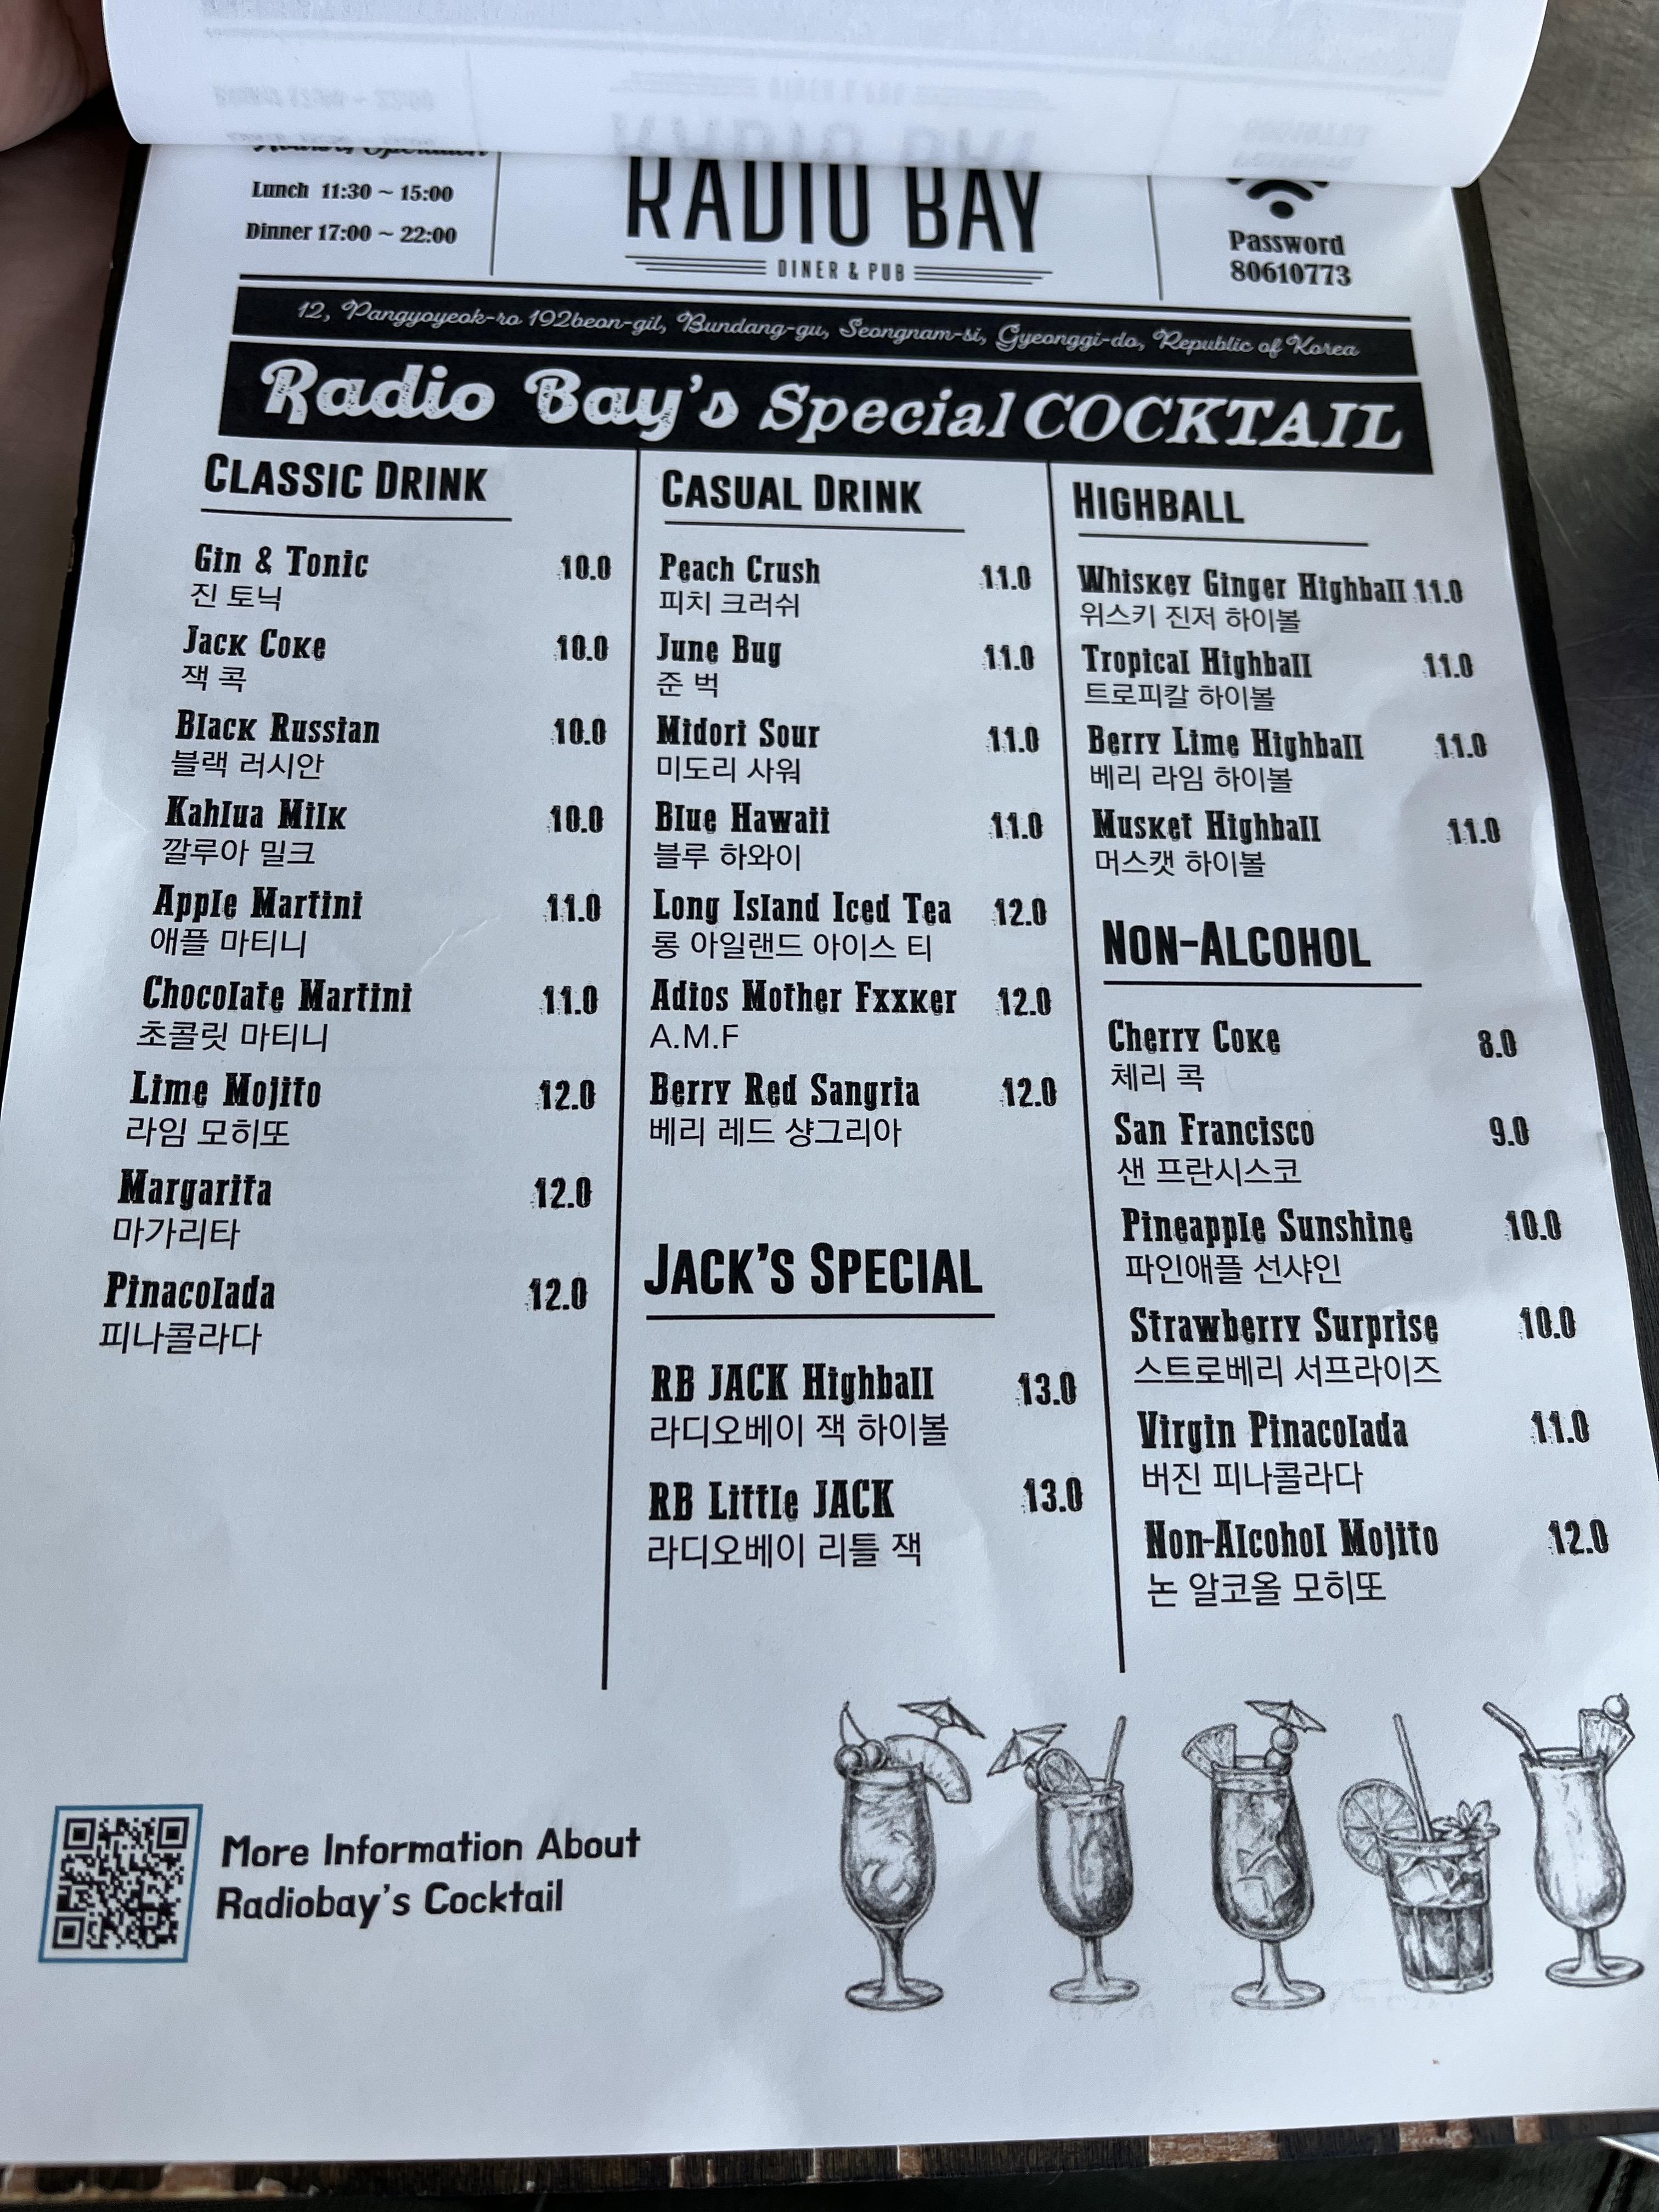 Lunch 11:30 ~ 15:00
Dinner 17:00 ~ 22:00
RADIO BAY
DINER & PUB
Password
80610773
12, Pangyoyeok-ro 192beon-gil, Bundang-gu, Seongnam-si, Gyeonggi-do, Republic of Korea
Radio Bay's Special COCKTAIL
CLASSIC DRINK
Gin & Tonic 10.0
진 토닉
Jack Coke 10.0
잭 콕
Black Russian 10.0
블랙 러시안
Kahlua Milk 10.0
깔루아 밀크
Apple Martini 11.0
애플 마티니
Chocolate Martini 11.0
초콜릿 마티니
Lime Mojito 12.0
라임 모히또
Margarita 12.0
마가리타
Pinacolada 12.0
피나콜라다
CASUAL DRINK
Peach Crush 11.0
피치 크러쉬
June Bug 11.0
준 벅
Midori Sour 11.0
미도리 사워
Blue Hawaii 11.0
블루 하와이
Long Island Iced Tea 12.0
롱 아일랜드 아이스 티
Adios Mother Fxxker 12.0
A.M.F
Berry Red Sangria 12.0
베리 레드 샹그리아
JACK'S SPECIAL
RB JACK Highball 13.0
라디오베이 잭 하이볼
RB Little JACK 13.0
라디오베이 리틀 잭
HIGHBALL
Whiskey Ginger Highball 11.0
위스키 진저 하이볼
Tropical Highball 11.0
트로피칼 하이볼
Berry Lime Highball 11.0
베리 라임 하이볼
Musket Highball 11.0
머스캣 하이볼
NON-ALCOHOL
Cherry Coke 8.0
체리 콕
San Francisco 9.0
샌 프란시스코
Pineapple Sunshine 10.0
파인애플 선샤인
Strawberry Surprise 10.0
스트로베리 서프라이즈
Virgin Pinacolada 11.0
버진 피나콜라다
Non-Alcohol Mojito 12.0
논 알코올 모히또
More Information About
Radiobay's Cocktail